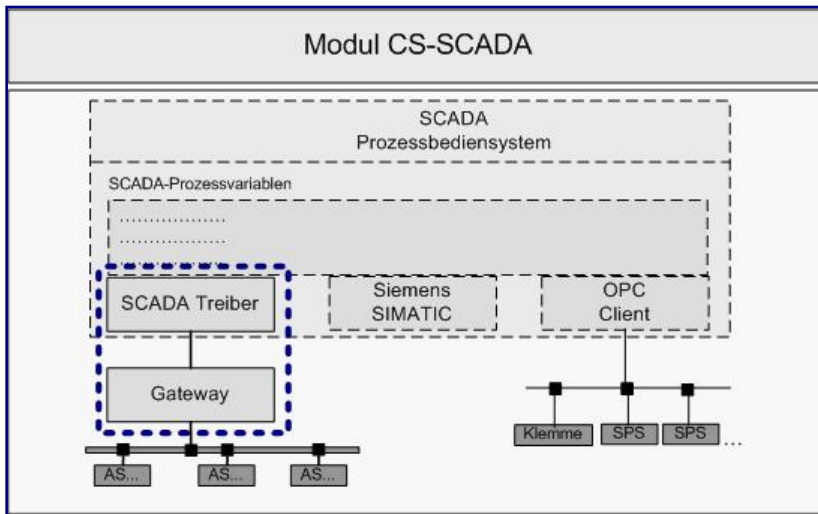 Modul CS-SCADA
SCADA
Prozessbediensystem
SCADA-Prozessvariablen
...................
...................
...................
SCADA Treiber
Siemens
SIMATIC
OPC
Client
Gateway
Klemme
SPS
SPS
...
AS...
AS...
AS...